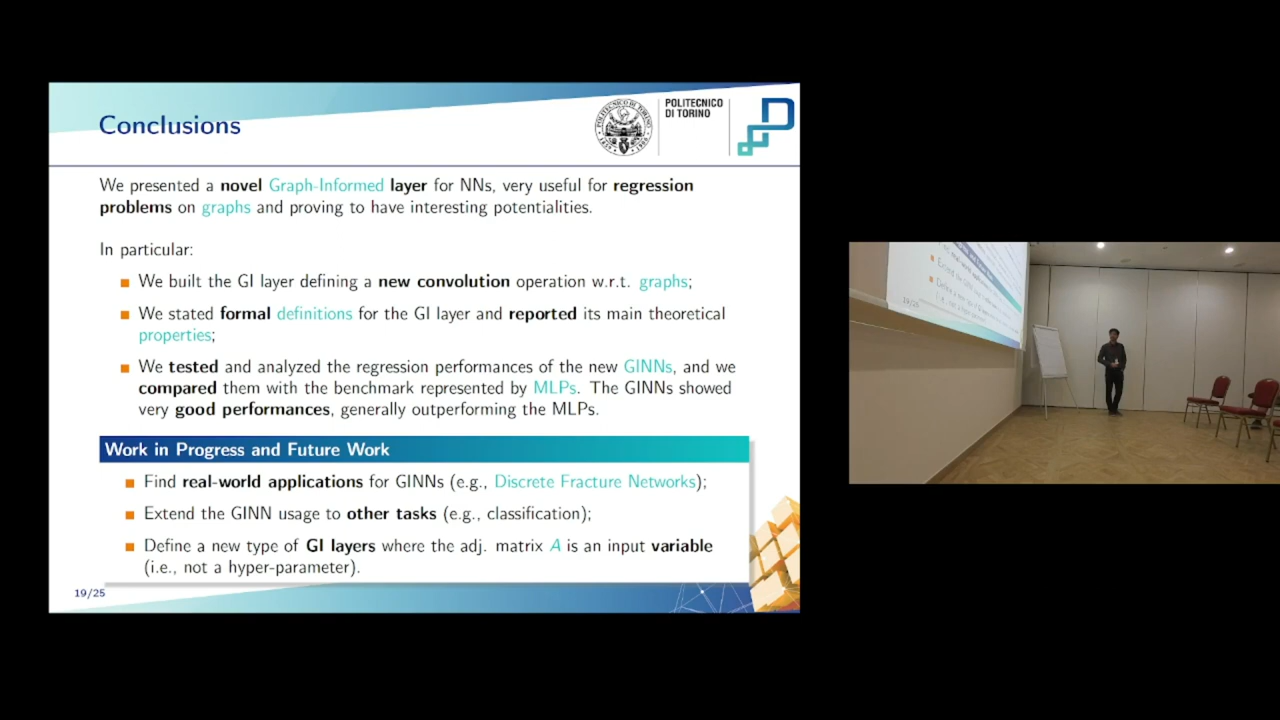 Conclusions
POLITECNICO
DI TORINO
We presented a novel Graph-Informed layer for NNs, very useful for regression
problems on graphs and proving to have interesting potentialities.
In particular:
We built the GI layer defining a new convolution operation w.r.t. graphs;
We stated formal definitions for the GI layer and reported its main theoretical
properties;
We tested and analyzed the regression performances of the new GINNs, and we
compared them with the benchmark represented by MLPs. The GINNs showed
very good performances, generally outperforming the MLPs.
Work in Progress and Future Work
Find real-world applications for GINNs (e.g., Discrete Fracture Networks);
Extend the GINN usage to other tasks (e.g., classification);
Define a new type of GI layers where the adj. matrix A is an input variable
(i.e., not a hyper-parameter).
19/25